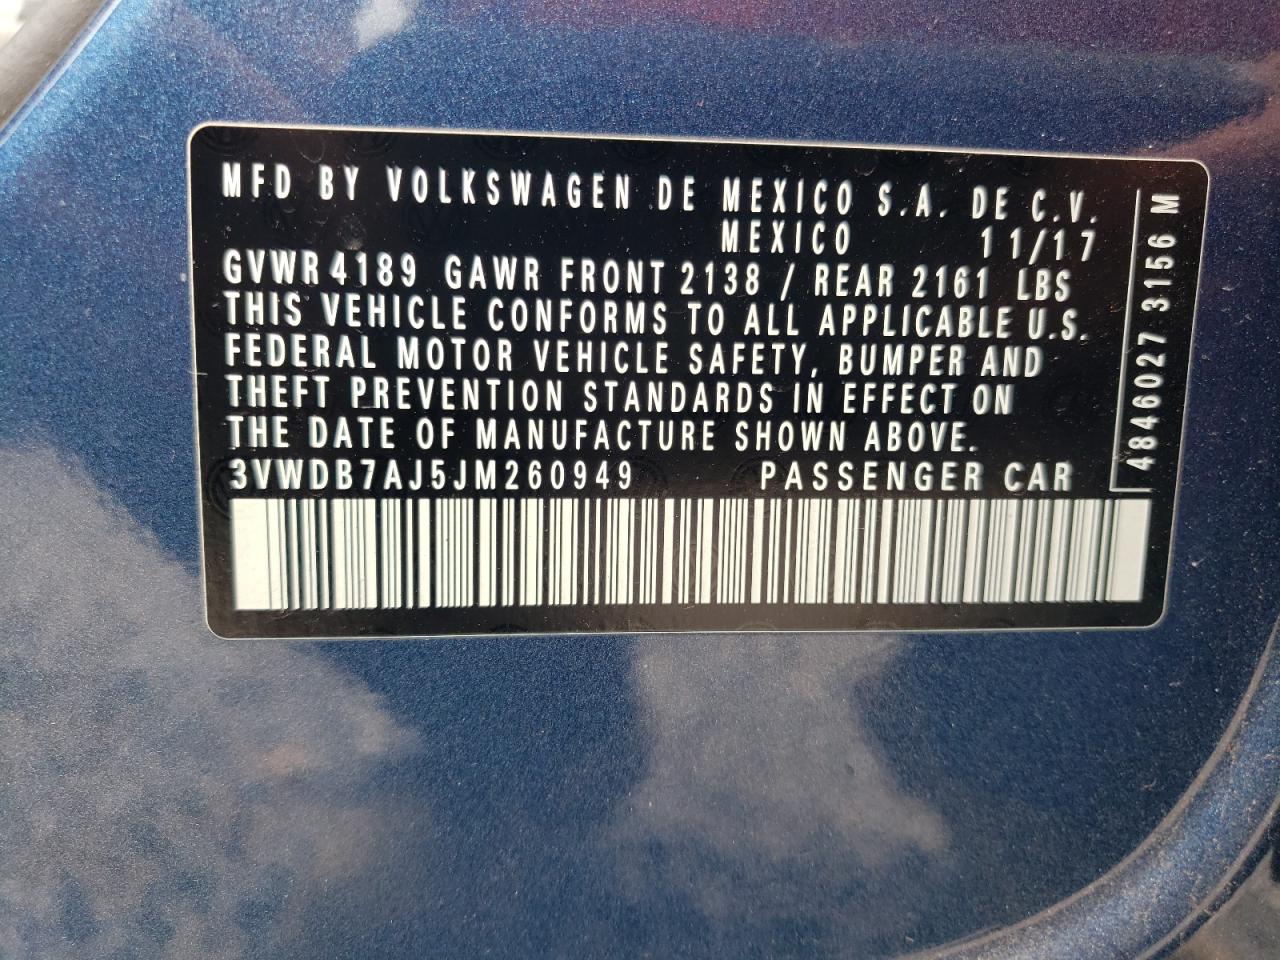 MFD BY VOLKSWAGEN DE MEXICO S.A. DE C.V.
MEXICO 11/17
GVWR 4189 GAWR FRONT 2138 / REAR 2161 LBS
THIS VEHICLE CONFORMS TO ALL APPLICABLE U.S.
FEDERAL MOTOR VEHICLE SAFETY, BUMPER AND
THEFT PREVENTION STANDARDS IN EFFECT ON
THE DATE OF MANUFACTURE SHOWN ABOVE.
3VWDB7AJ5JM260949 PASSENGER CAR
4846027 3156 M